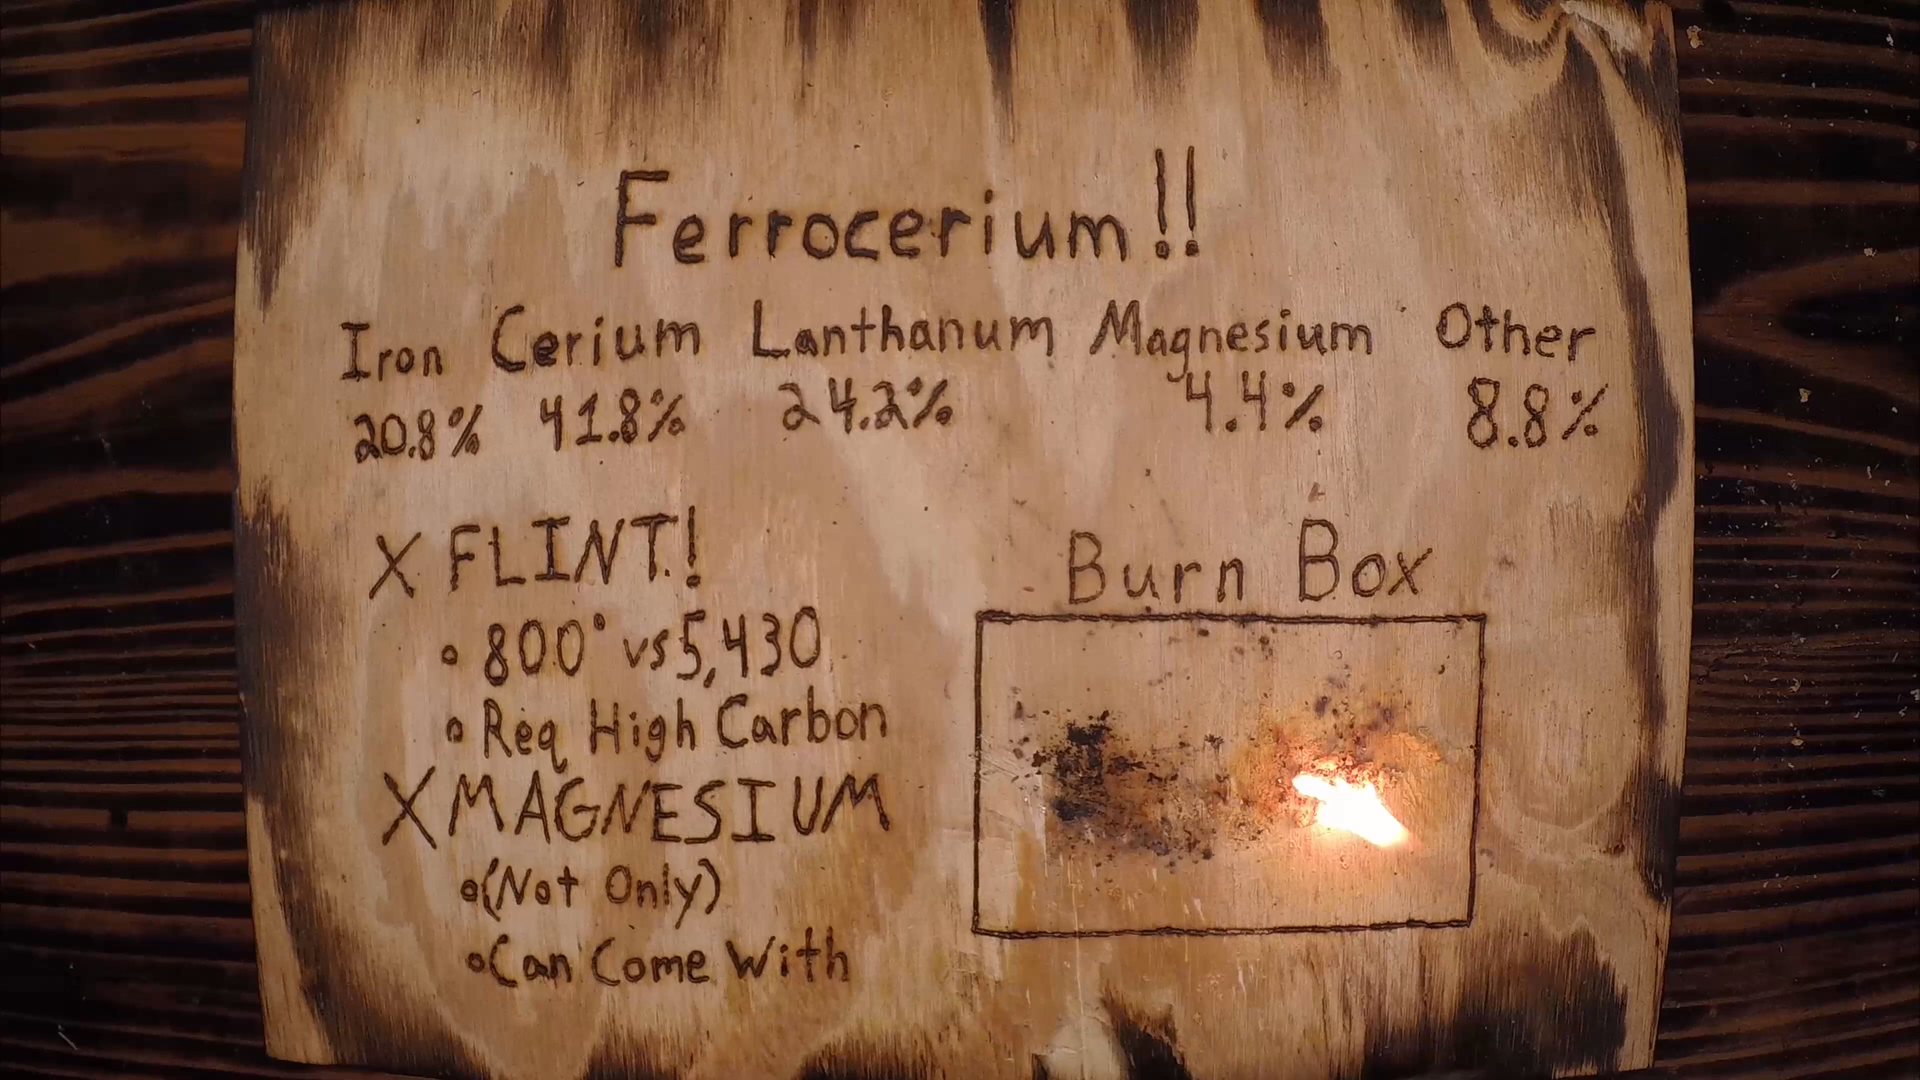 Ferrocerium!!
Iron Cerium Lanthanum Magnesium Other
20.8% 41.8% 24.2% 4.4% 8.8%
X FLINT!
800° vs 5,430
Req High Carbon
X MAGNESIUM
(Not Only)
Can Come With
Burn Box